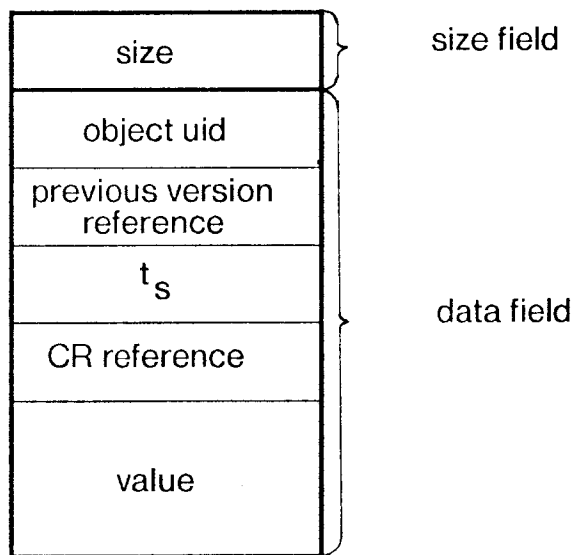 size
size field
object uid
previous version
reference
t_s
CR reference
data field
value